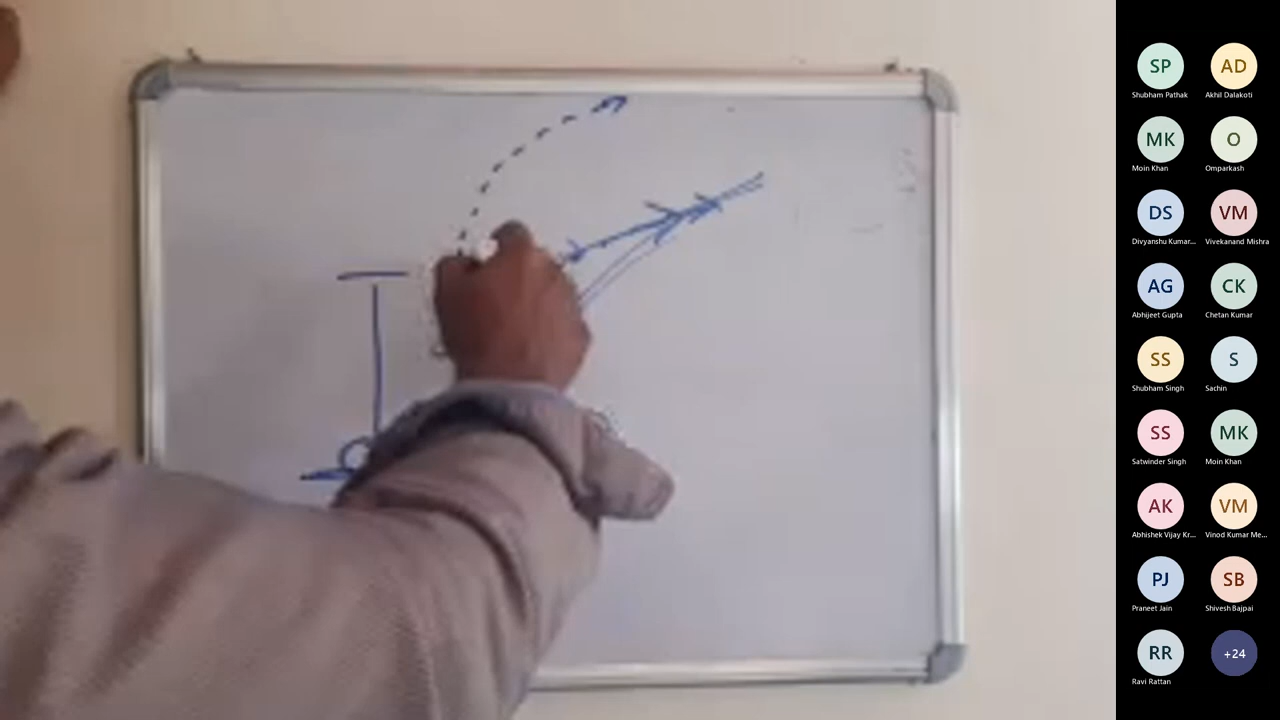 SP AD
Shubham Pathak Akhil Dalakoti
MK O
Moin Khan Omparkash
DS VM
Divyanshu Kumar... Vivekanand Mishra
AG CK
Abhijeet Gupta Chetan Kumar
SS S
Shubham Singh Sachin
SS MK
Satwinder Singh Moin Khan
AK VM
Abhishek Vijay Kr... Vinod Kumar Me...
PJ SB
Praneet Jain Shivesh Bajpai
RR +24
Ravi Rattan